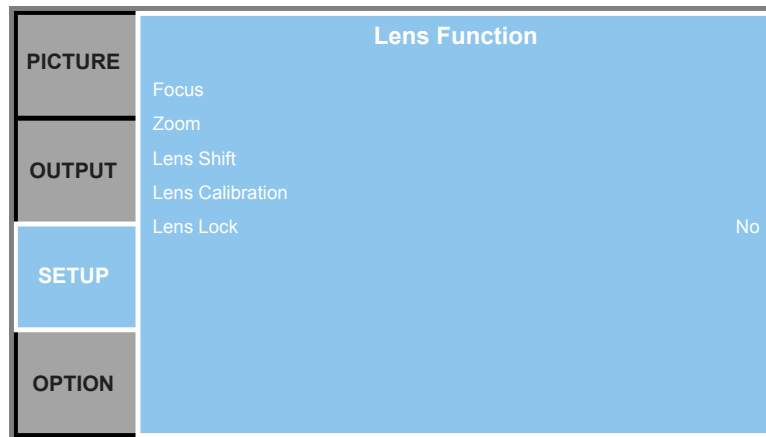 PICTURE
OUTPUT
SETUP
OPTION
Lens Function
Focus
Zoom
Lens Shift
Lens Calibration
Lens Lock No